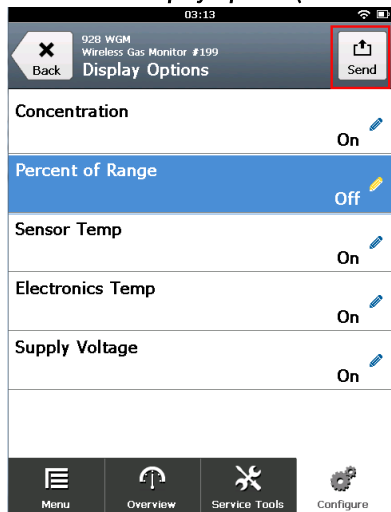 03:13
928 WGM
Wireless Gas Monitor #199
Display Options
Back
Send
Concentration
On
Percent of Range
Off
Sensor Temp
On
Electronics Temp
On
Supply Voltage
On
Menu
Overview
Service Tools
Configure